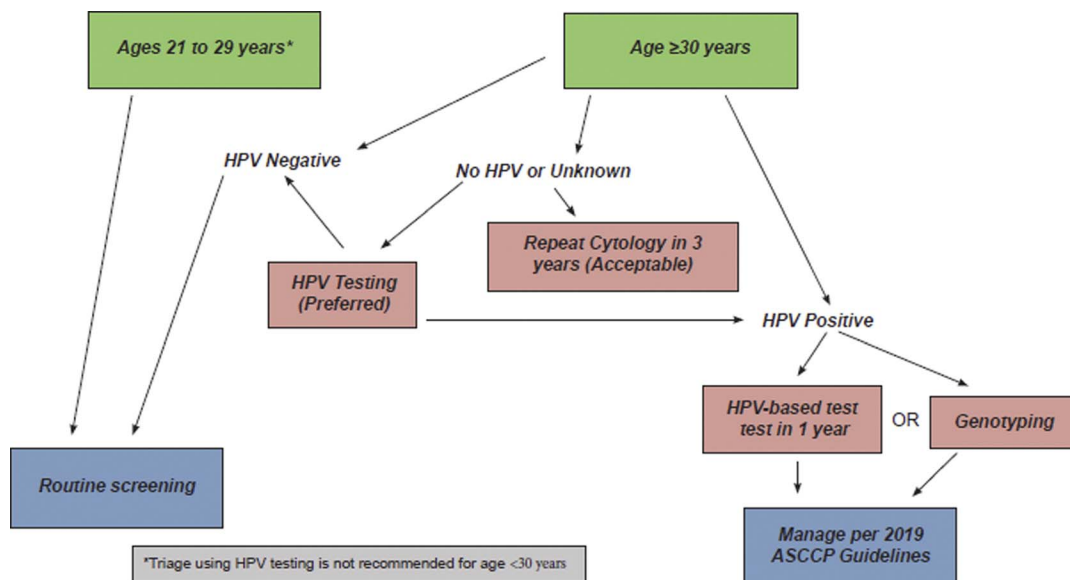 Ages 21 to 29 years*
Age ≥30 years
HPV Negative
No HPV or Unknown
Repeat Cytology in 3
years (Acceptable)
HPV Testing
(Preferred)
HPV Positive
HPV-based test
test in 1 year
OR
Genotyping
Routine screening
Manage per 2019
ASCCP Guidelines
*Triage using HPV testing is not recommended for age <30 years